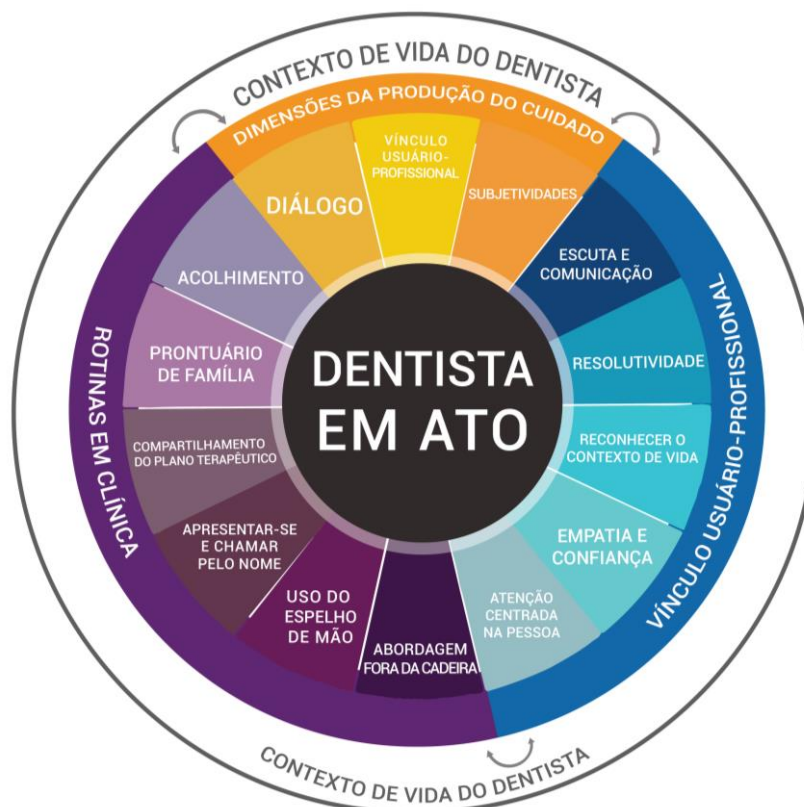 CONTEXTO DE VIDA DO DENTISTA
DIMENSÕES DA PRODUÇÃO DO CUIDADO
DIÁLOGO
VÍNCULO
USUÁRIO-
PROFISSIONAL
SUBJETIVIDADES
VÍNCULO USUÁRIO-PROFISSIONAL
ESCUTA E
COMUNICAÇÃO
RESOLUTIVIDADE
RECONHECER O
CONTEXTO DE VIDA
EMPATIA E
CONFIANÇA
ATENÇÃO
CENTRADA
NA PESSOA
ROTINAS EM CLÍNICA
ACOLHIMENTO
PRONTUÁRIO
DE FAMÍLIA
COMPARTILHAMENTO
DO PLANO TERAPÊUTICO
APRESENTAR-SE
E CHAMAR
PELO NOME
USO DO
ESPELHO
DE MÃO
ABORDAGEM
FORA DA CADEIRA
DENTISTA
EM ATO
CONTEXTO DE VIDA DO DENTISTA